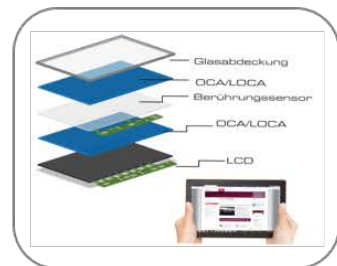 Glasabdeckung
OCA/LOCA
Berührungssensor
OCA/LOCA
LCD